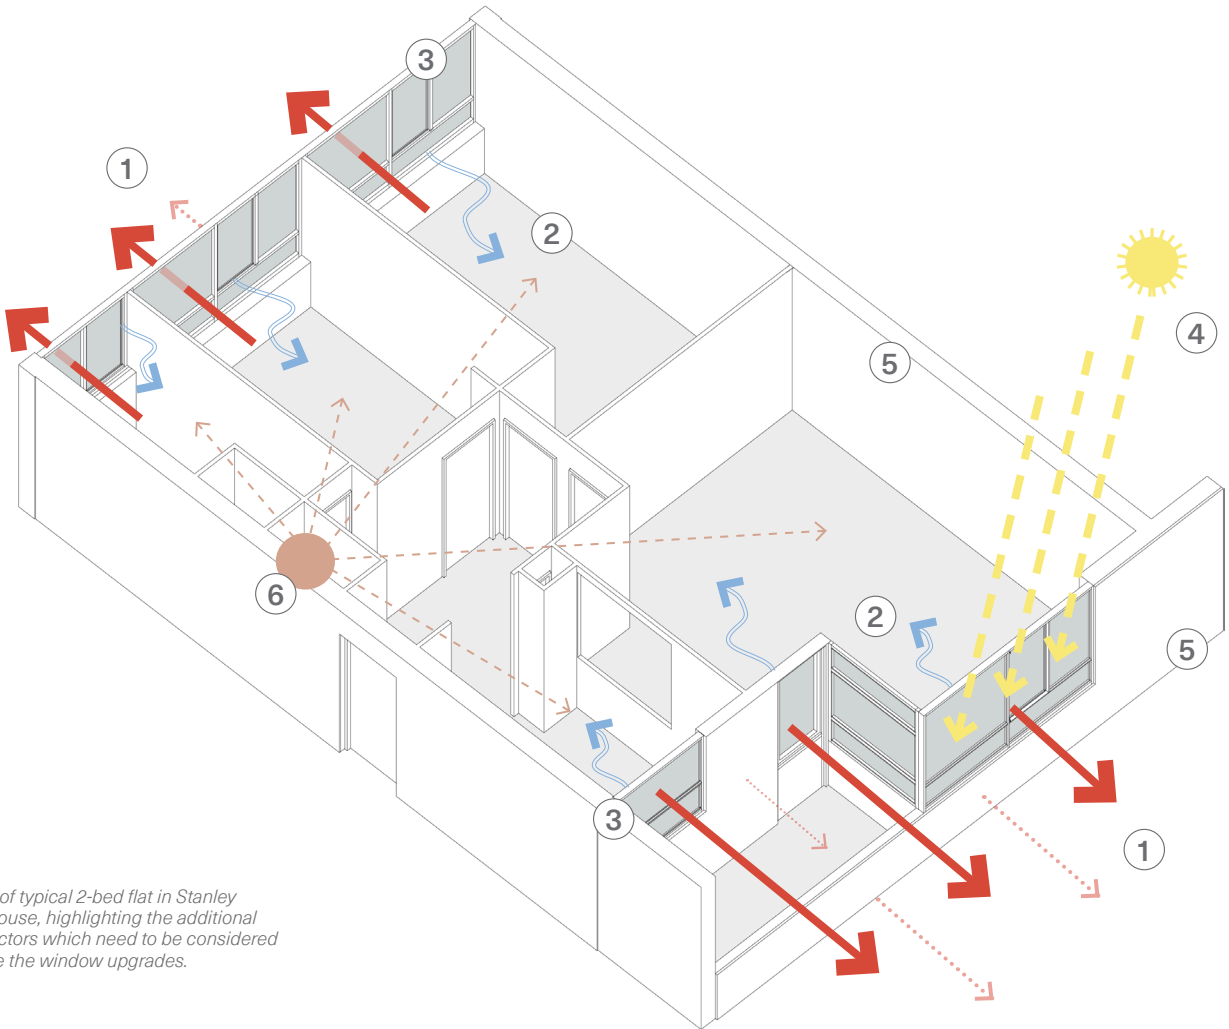 3
1
2
4
5
6
2
5
3
1
of typical 2-bed flat in Stanley
ouse, highlighting the additional
ctors which need to be considered
e the window upgrades.